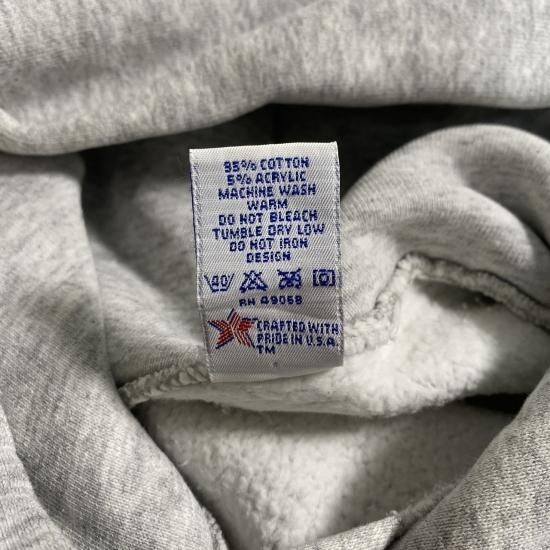 95% COTTON
5% ACRYLIC
MACHINE WASH
WARM
DO NOT BLEACH
TUMBLE DRY LOW
DO NOT IRON
DESIGN
40
RN 49058
CRAFTED WITH
PRIDE IN U.S.A.
TM